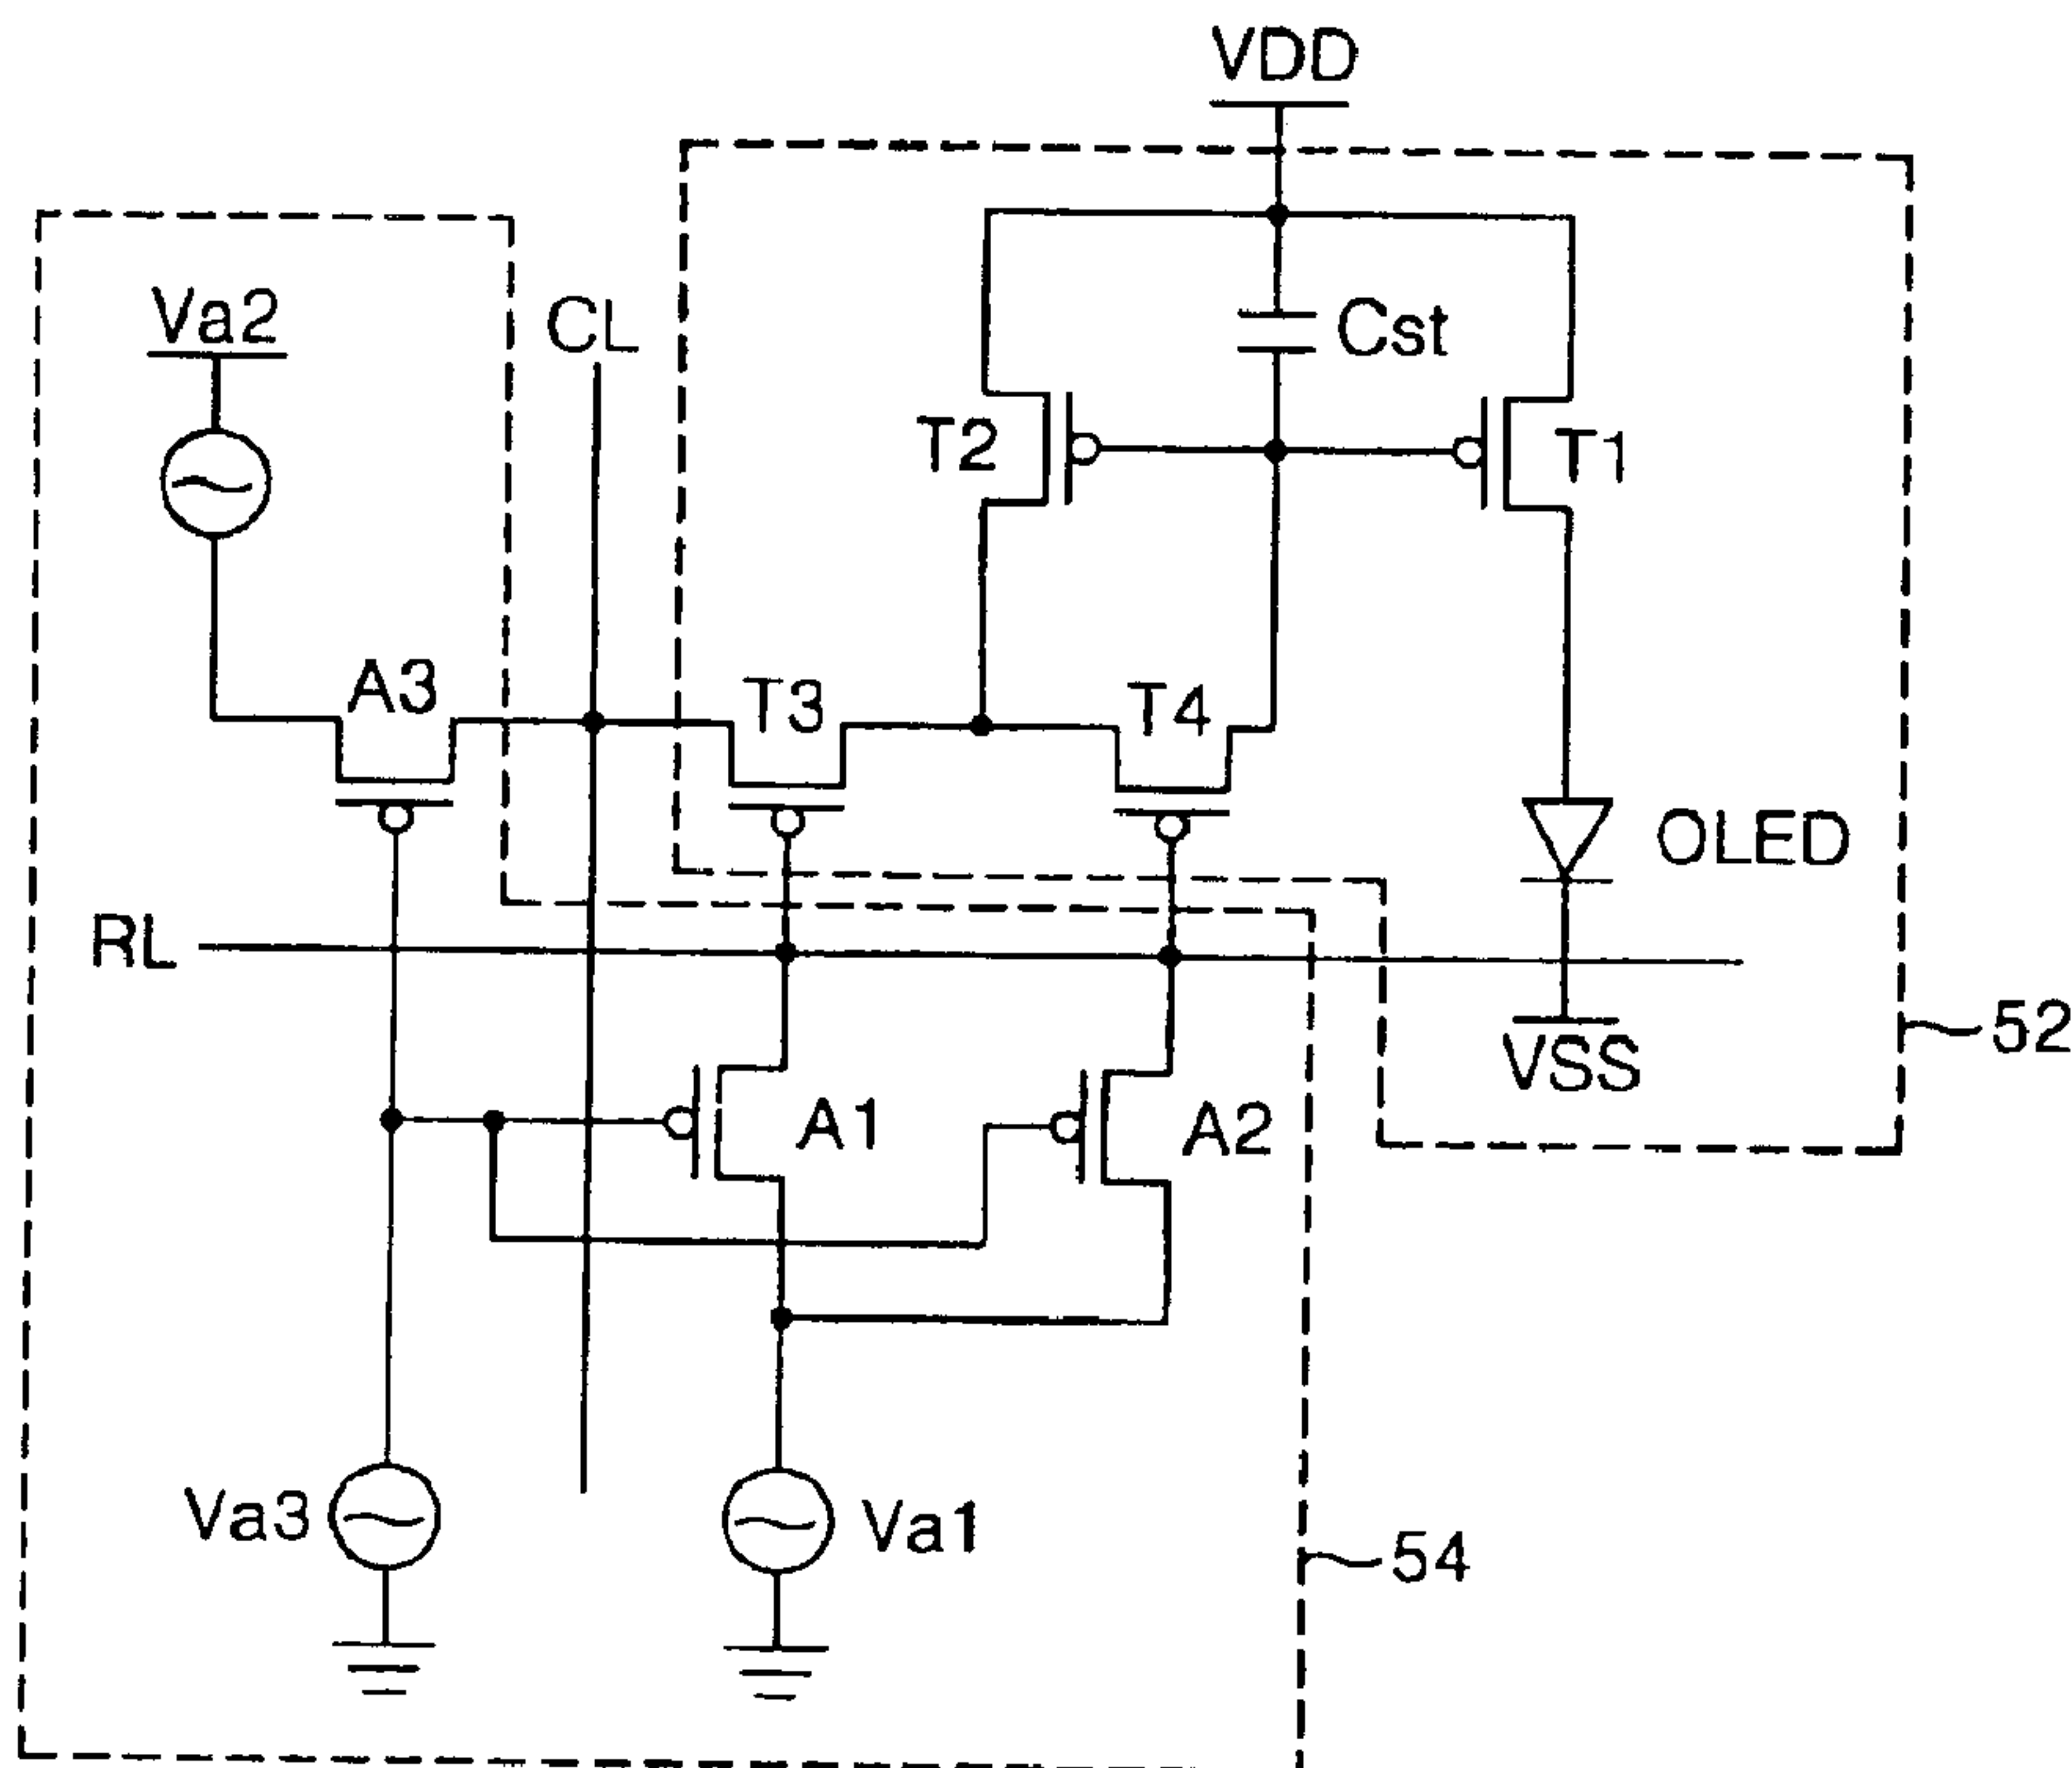 VDD
Va2
CL
Cst
T2
T1
A3
T3
T4
OLED
RL
52
VSS
A1
A2
Va3
Va1
54